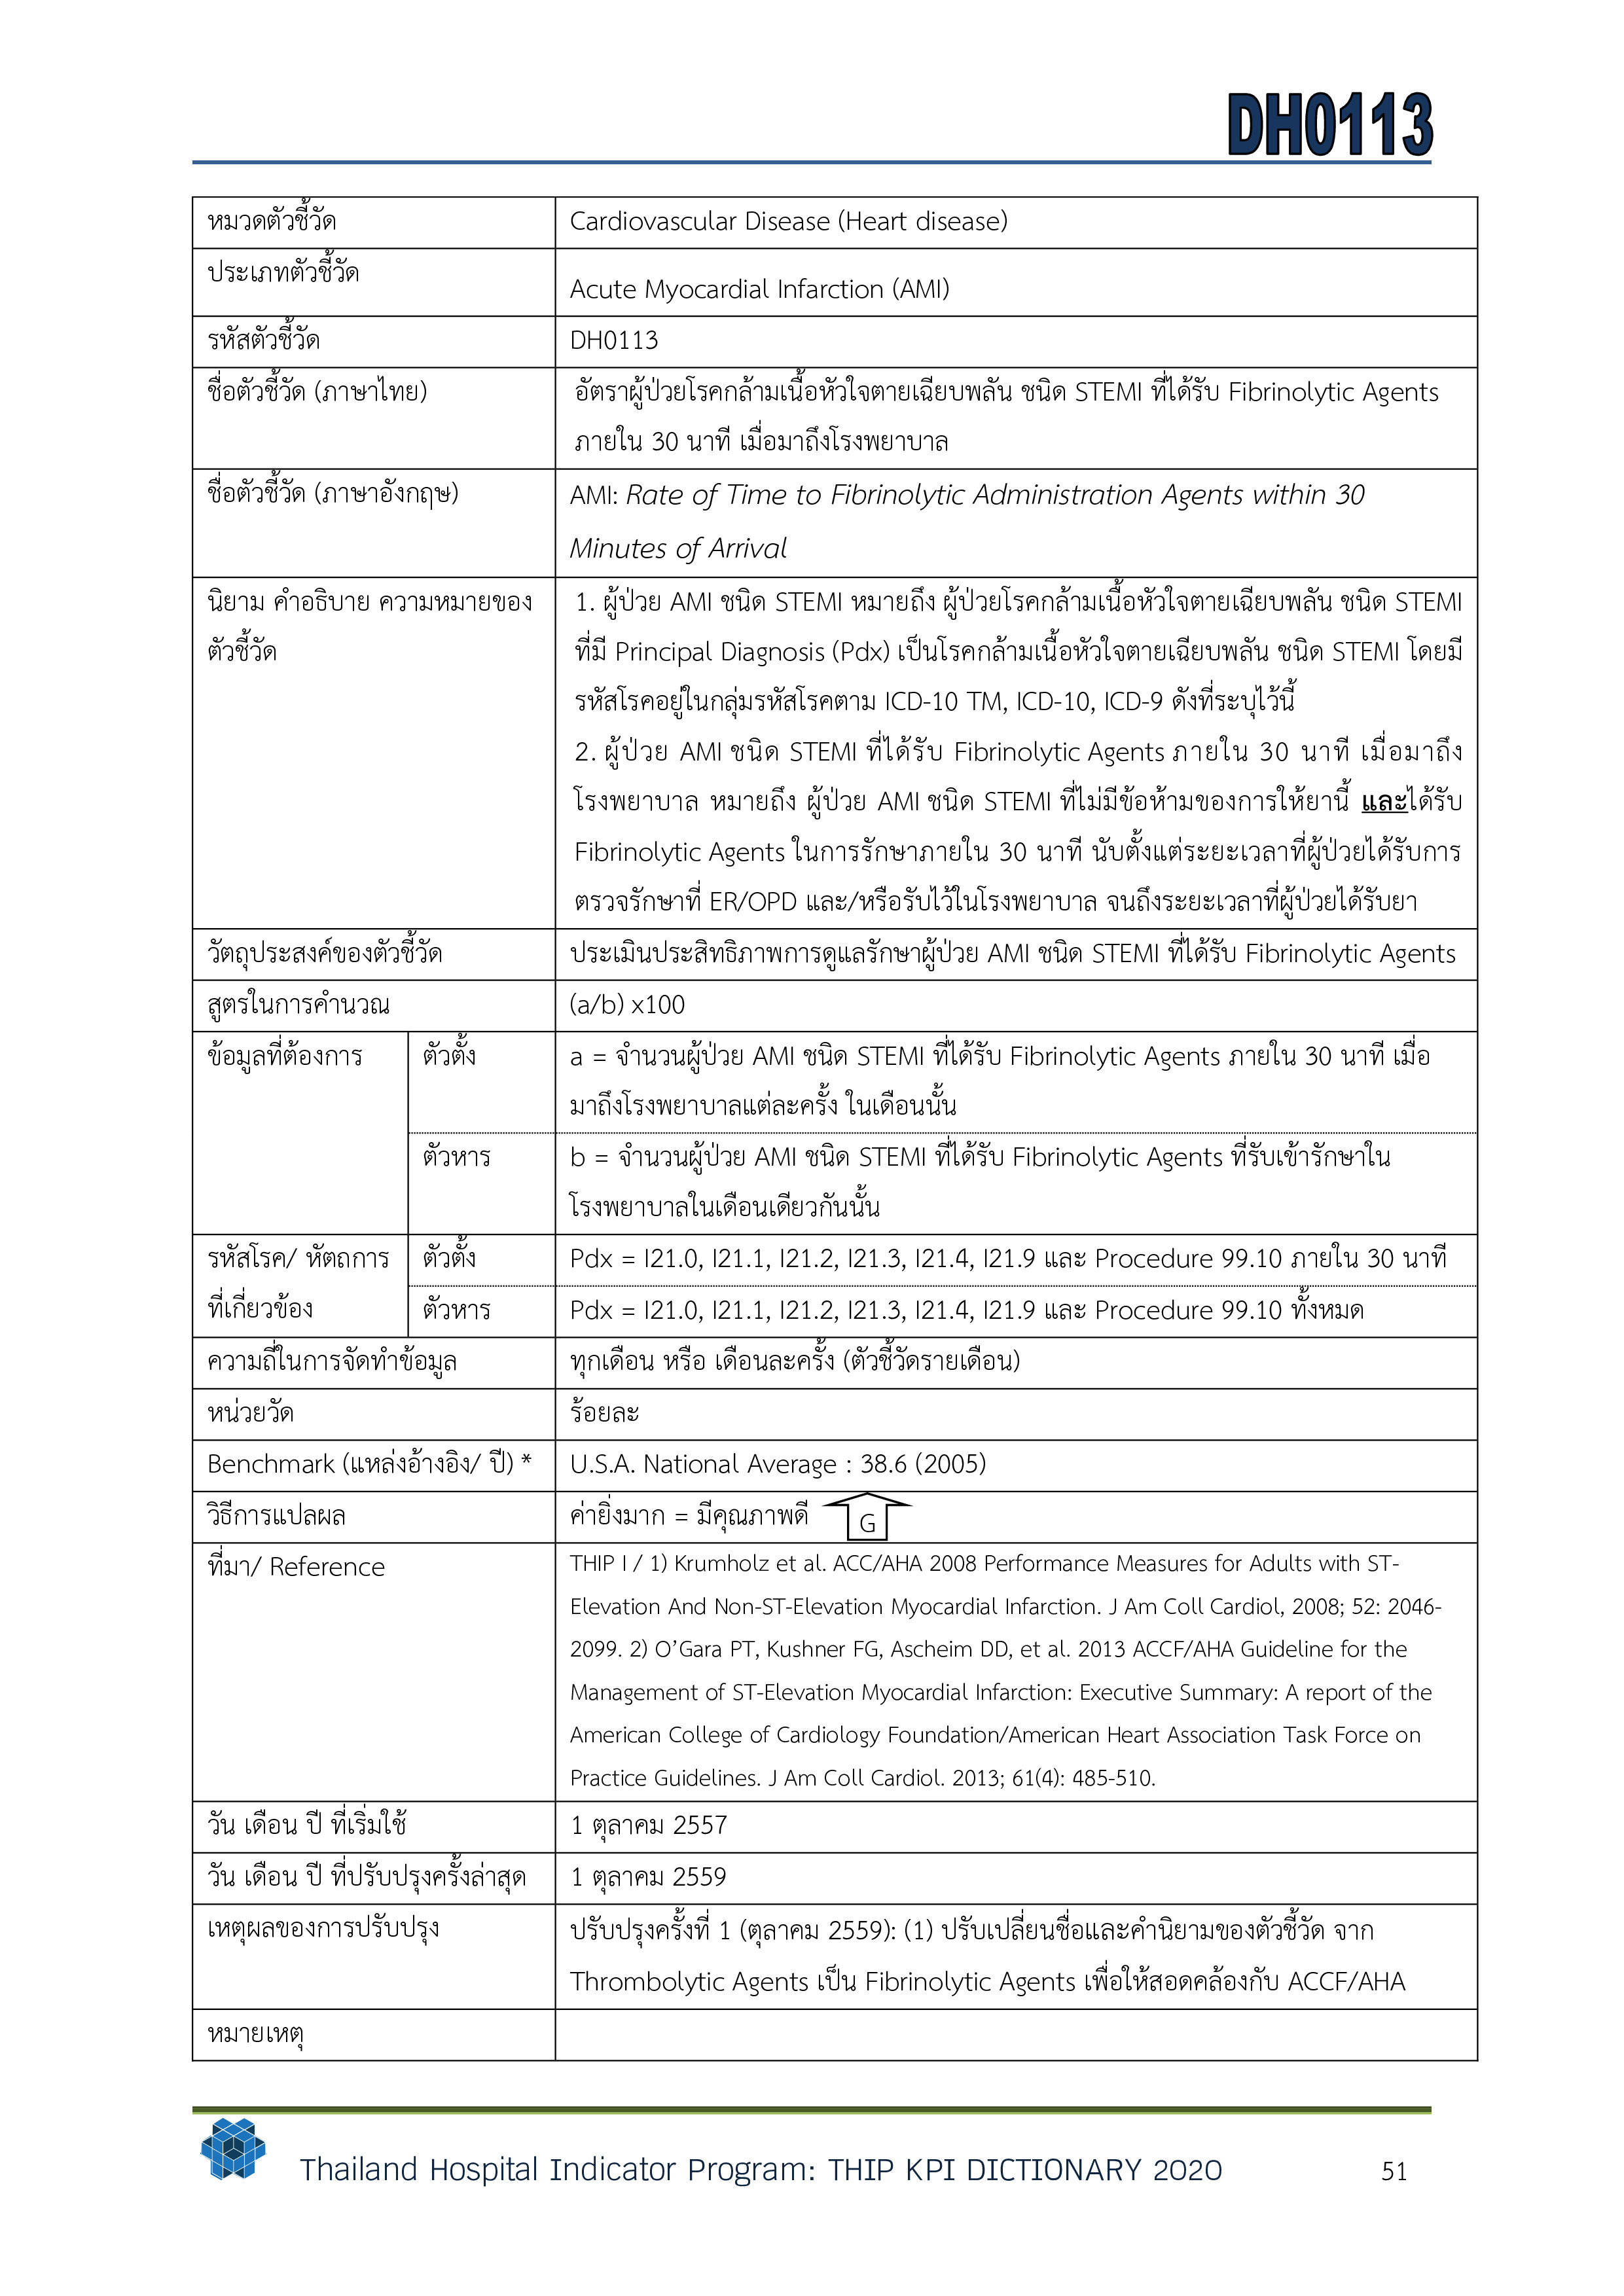 DH0113
หมวดตัวชี้วัด
Cardiovascular Disease (Heart disease)
ประเภทตัวชี้วัด
Acute Myocardial Infarction (AMI)
รหัสตัวชี้วัด
DH0113
ชื่อตัวชี้วัด (ภาษาไทย)
อัตราผู้ป่วยโรคกล้ามเนื้อหัวใจตายเฉียบพลัน ชนิด STEMI ที่ได้รับ Fibrinolytic Agents
ภายใน 30 นาที เมื่อมาถึงโรงพยาบาล
ชื่อตัวชี้วัด (ภาษาอังกฤษ)
AMI: Rate of Time to Fibrinolytic Administration Agents within 30
Minutes of Arrival
นิยาม คำอธิบาย ความหมายของ
ตัวชี้วัด
1. ผู้ป่วย AMI ชนิด STEMI หมายถึง ผู้ป่วยโรคกล้ามเนื้อหัวใจตายเฉียบพลัน ชนิด STEMI
ที่มี Principal Diagnosis (Pdx) เป็นโรคกล้ามเนื้อหัวใจตายเฉียบพลัน ชนิด STEMI โดยมี
รหัสโรคอยู่ในกลุ่มรหัสโรคตาม ICD-10 TM, ICD-10, ICD-9 ดังที่ระบุไว้นี้
2. ผู้ป่วย AMI ชนิด STEMI ที่ได้รับ Fibrinolytic Agents ภายใน 30 นาที เมื่อมาถึง
โรงพยาบาล หมายถึง ผู้ป่วย AMI ชนิด STEMI ที่ไม่มีข้อห้ามของการให้ยานี้ และได้รับ
Fibrinolytic Agents ในการรักษาภายใน 30 นาที นับตั้งแต่ระยะเวลาที่ผู้ป่วยได้รับการ
ตรวจรักษาที่ ER/OPD และ/หรือรับไว้ในโรงพยาบาล จนถึงระยะเวลาที่ผู้ป่วยได้รับยา
วัตถุประสงค์ของตัวชี้วัด
ประเมินประสิทธิภาพการดูแลรักษาผู้ป่วย AMI ชนิด STEMI ที่ได้รับ Fibrinolytic Agents
สูตรในการคำนวณ
(a/b) x100
ข้อมูลที่ต้องการ
ตัวตั้ง
a = จำนวนผู้ป่วย AMI ชนิด STEMI ที่ได้รับ Fibrinolytic Agents ภายใน 30 นาที เมื่อ
มาถึงโรงพยาบาลแต่ละครั้ง ในเดือนนั้น
ตัวหาร
b = จำนวนผู้ป่วย AMI ชนิด STEMI ที่ได้รับ Fibrinolytic Agents ที่รับเข้ารักษาใน
โรงพยาบาลในเดือนเดียวกันนั้น
รหัสโรค/ หัตถการ
ที่เกี่ยวข้อง
ตัวตั้ง
Pdx = I21.0, I21.1, I21.2, I21.3, I21.4, I21.9 และ Procedure 99.10 ภายใน 30 นาที
ตัวหาร
Pdx = I21.0, I21.1, I21.2, I21.3, I21.4, I21.9 และ Procedure 99.10 ทั้งหมด
ความถี่ในการจัดทำข้อมูล
ทุกเดือน หรือ เดือนละครั้ง (ตัวชี้วัดรายเดือน)
หน่วยวัด
ร้อยละ
Benchmark (แหล่งอ้างอิง/ ปี) *
U.S.A. National Average : 38.6 (2005)
วิธีการแปลผล
ค่ายิ่งมาก = มีคุณภาพดี G
ที่มา/ Reference
THIP I / 1) Krumholz et al. ACC/AHA 2008 Performance Measures for Adults with ST-
Elevation And Non-ST-Elevation Myocardial Infarction. J Am Coll Cardiol, 2008; 52: 2046-
2099. 2) O’Gara PT, Kushner FG, Ascheim DD, et al. 2013 ACCF/AHA Guideline for the
Management of ST-Elevation Myocardial Infarction: Executive Summary: A report of the
American College of Cardiology Foundation/American Heart Association Task Force on
Practice Guidelines. J Am Coll Cardiol. 2013; 61(4): 485-510.
วัน เดือน ปี ที่เริ่มใช้
1 ตุลาคม 2557
วัน เดือน ปี ที่ปรับปรุงครั้งล่าสุด
1 ตุลาคม 2559
เหตุผลของการปรับปรุง
ปรับปรุงครั้งที่ 1 (ตุลาคม 2559): (1) ปรับเปลี่ยนชื่อและคำนิยามของตัวชี้วัด จาก
Thrombolytic Agents เป็น Fibrinolytic Agents เพื่อให้สอดคล้องกับ ACCF/AHA
หมายเหตุ
Thailand Hospital Indicator Program: THIP KPI DICTIONARY 2020 51